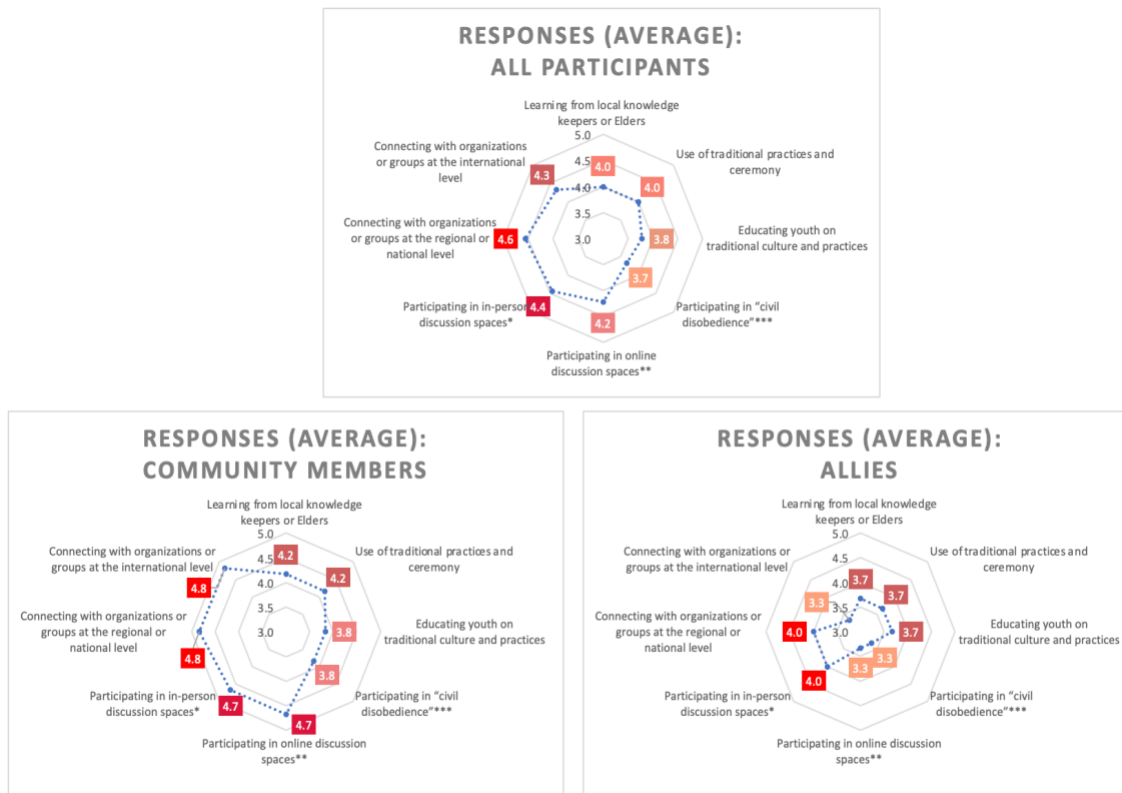 RESPONSES (AVERAGE):
ALL PARTICIPANTS
Learning from local knowledge
keepers or Elders
5.0
4.5
4.0
3.5
3.0
4.0
Use of traditional practices and
ceremony
4.0
Educating youth on
traditional culture and practices
3.8
Participating in “civil
disobedience”***
3.7
Participating in online
discussion spaces**
4.2
Participating in in-person
discussion spaces*
4.4
Connecting with organizations
or groups at the regional or
national level
4.6
Connecting with organizations
or groups at the international
level
4.3
RESPONSES (AVERAGE):
COMMUNITY MEMBERS
Learning from local knowledge
keepers or Elders
5.0
4.5
4.0
3.5
3.0
4.2
Use of traditional practices and
ceremony
4.2
Educating youth on
traditional culture and practices
3.8
Participating in “civil
disobedience”***
3.8
Participating in online discussion
spaces**
4.7
Participating in in-person
discussion spaces*
4.7
Connecting with organizations or
groups at the regional or
national level
4.8
Connecting with organizations or
groups at the international level
4.8
RESPONSES (AVERAGE):
ALLIES
Learning from local knowledge
keepers or Elders
5.0
4.5
4.0
3.5
3.0
3.7
Use of traditional practices and
ceremony
3.7
Educating youth on
traditional culture and practices
3.7
Participating in “civil
disobedience”***
3.3
Participating in online discussion
spaces**
3.3
Participating in in-person
discussion spaces*
4.0
Connecting with organizations or
groups at the regional or
national level
4.0
Connecting with organizations or
groups at the international level
3.3